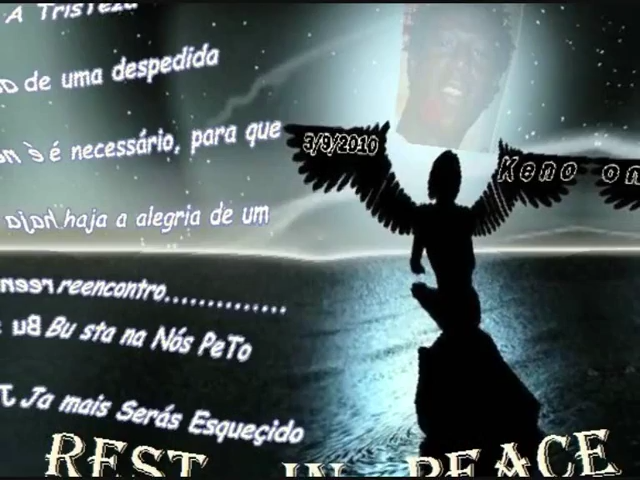 A TrisTeza
de uma despedida
é necessário, para que
haja a alegria de um
reencontro...............
Bu sta na Nós PeTo
Ja mais Serás Esqueçido
3/9/2010
Keno on
REST IN PEACE